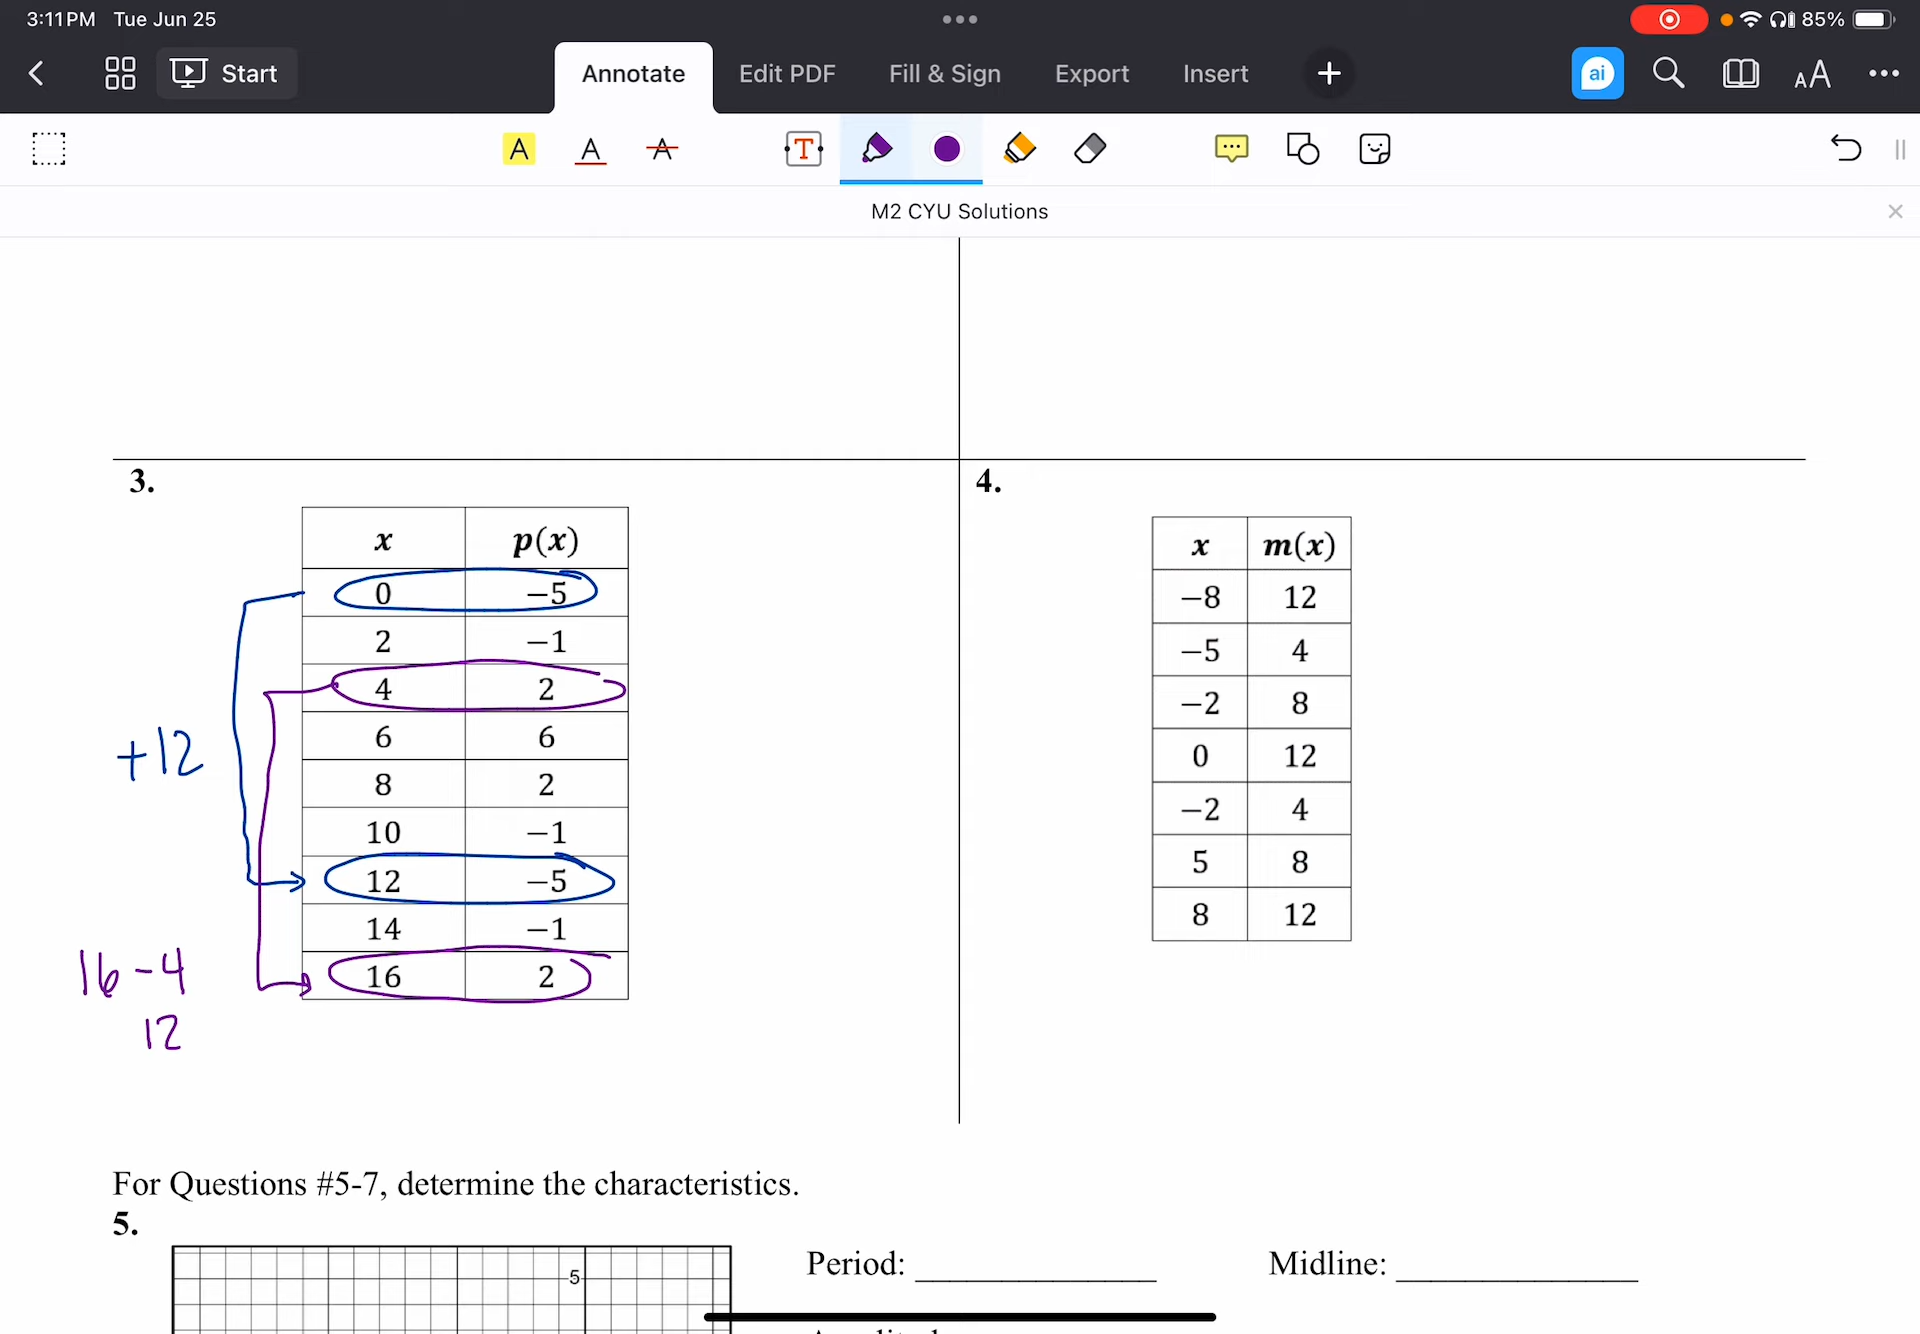 3:11 PM Tue Jun 25
85%
Start
Annotate
Edit PDF
Fill & Sign
Export
Insert
ai
AA
A A A
T
M2 CYU Solutions
3.
x p(x)
0 −5
2 −1
4 2
6 6
8 2
10 −1
12 −5
14 −1
16 2
+12
16-4
12
4.
x m(x)
−8 12
−5 4
−2 8
0 12
−2 4
5 8
8 12
For Questions #5-7, determine the characteristics.
5.
5
Period:
Midline: